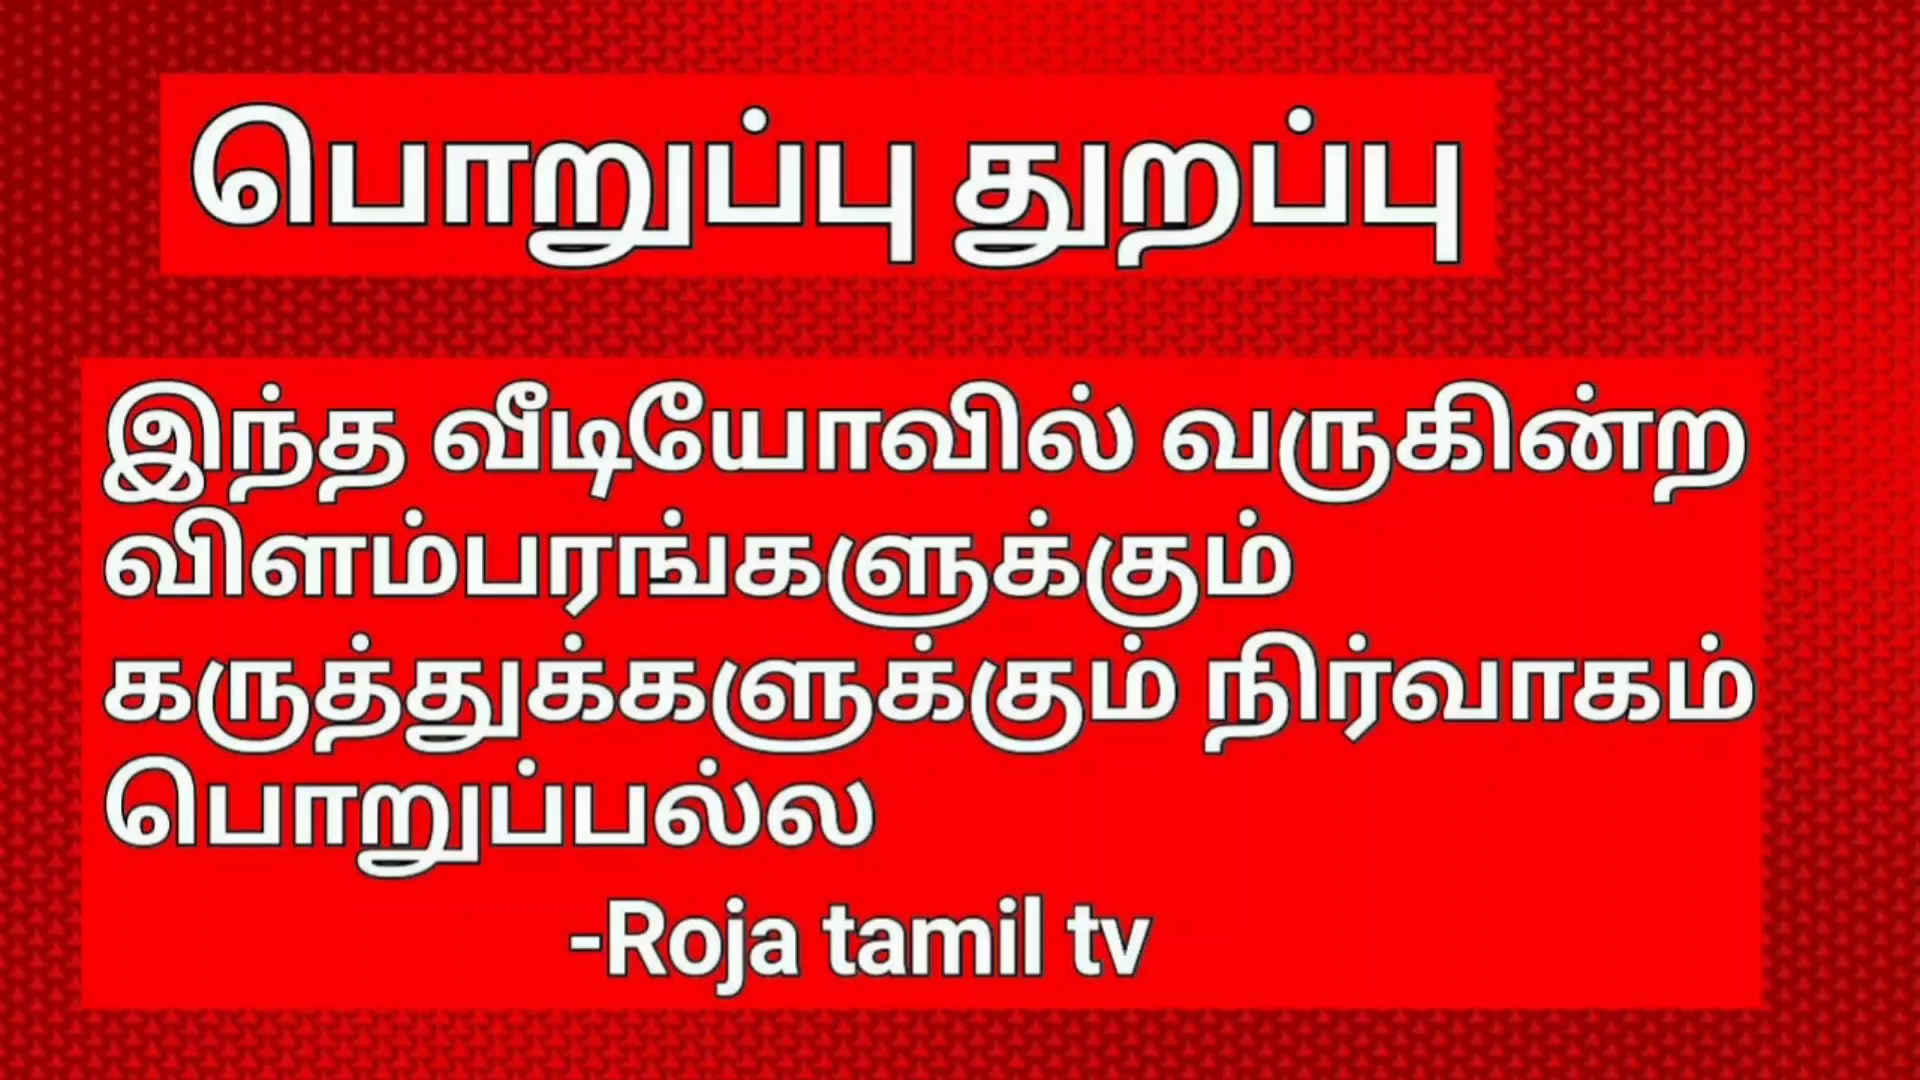 பொறுப்பு துறப்பு
இந்த வீடியோவில் வருகின்ற
விளம்பரங்களுக்கும்
கருத்துக்களுக்கும் நிர்வாகம்
பொறுப்பல்ல
-Roja tamil tv